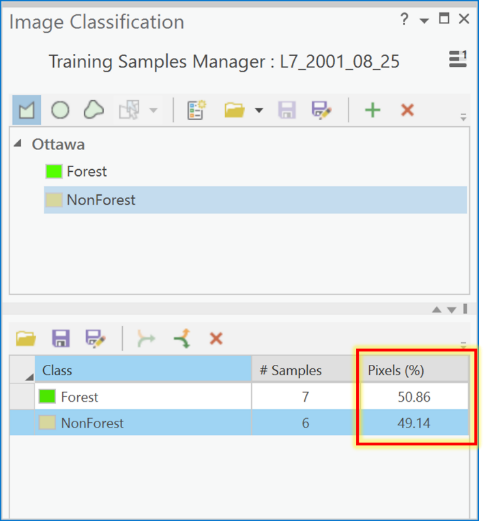 Image Classification
Training Samples Manager : L7_2001_08_25
Ottawa
Forest
NonForest
Class # Samples Pixels (%)
Forest 7 50.86
NonForest 6 49.14